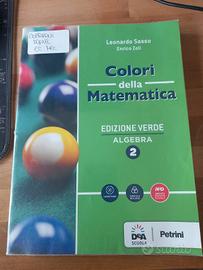 Leonardo Sasso
Enrico Zoli
Colori
della
Matematica
EDIZIONE VERDE
ALGEBRA
2
DeA
SCUOLA
Petrini